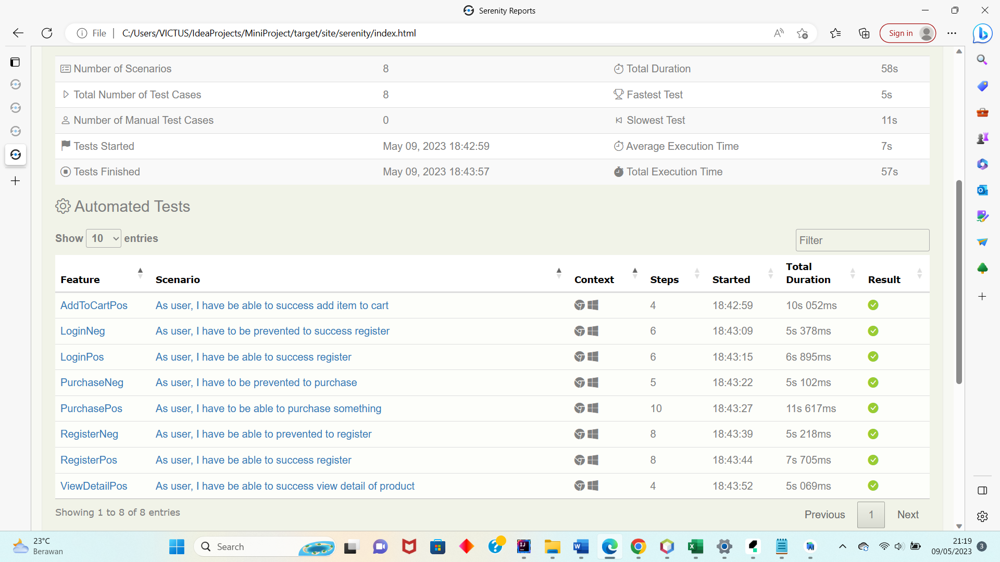 Serenity Reports
File C:/Users/VICTUS/IdeaProjects/MiniProject/target/site/serenity/index.html Sign in
Number of Scenarios 8 Total Duration 58s
Total Number of Test Cases 8 Fastest Test 5s
Number of Manual Test Cases 0 Slowest Test 11s
Tests Started May 09, 2023 18:42:59 Average Execution Time 7s
Tests Finished May 09, 2023 18:43:57 Total Execution Time 57s
Automated Tests
Show 10 entries Filter
Feature Scenario Context Steps Started Total Duration Result
AddToCartPos As user, I have be able to success add item to cart 4 18:42:59 10s 052ms
LoginNeg As user, I have to be prevented to success register 6 18:43:09 5s 378ms
LoginPos As user, I have be able to success register 6 18:43:15 6s 895ms
PurchaseNeg As user, I have to be prevented to purchase 5 18:43:22 5s 102ms
PurchasePos As user, I have to be able to purchase something 10 18:43:27 11s 617ms
RegisterNeg As user, I have be able to prevented to register 8 18:43:39 5s 218ms
RegisterPos As user, I have be able to success register 8 18:43:44 7s 705ms
ViewDetailPos As user, I have be able to success view detail of product 4 18:43:52 5s 069ms
Showing 1 to 8 of 8 entries Previous 1 Next
23°C
Berawan
Search
21:19
09/05/2023
3